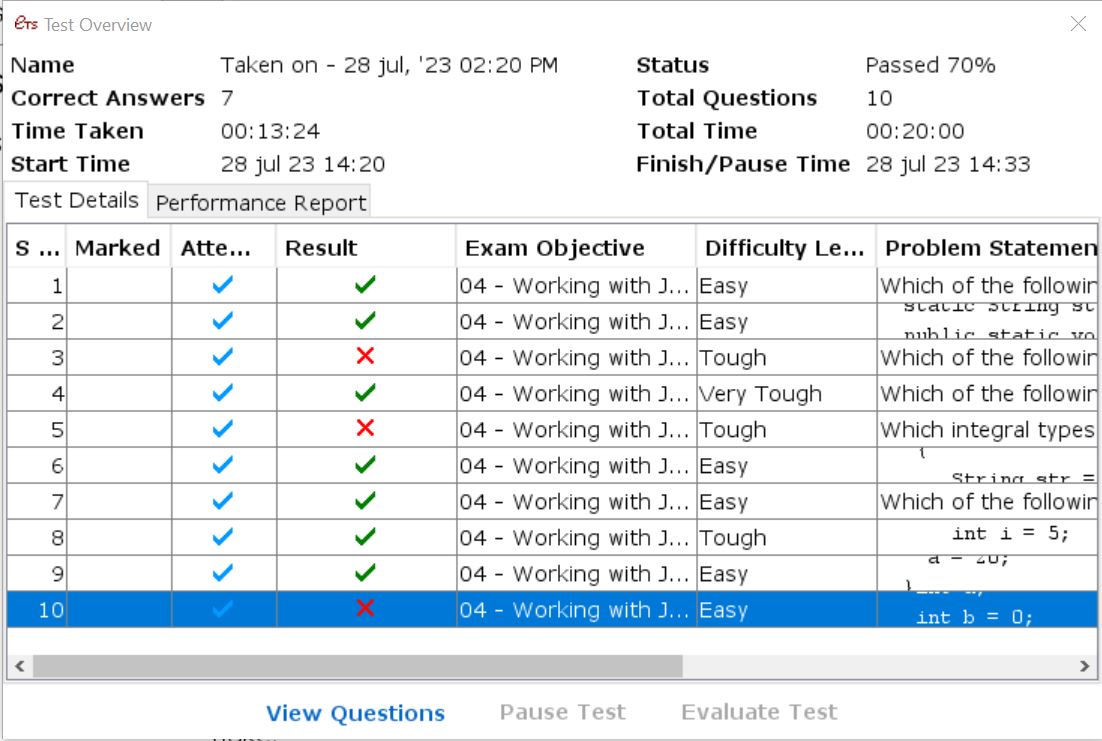 eTS Test Overview
Name Taken on - 28 jul, '23 02:20 PM Status Passed 70%
Correct Answers 7 Total Questions 10
Time Taken 00:13:24 Total Time 00:20:00
Start Time 28 jul 23 14:20 Finish/Pause Time 28 jul 23 14:33
Test Details Performance Report
S ... Marked Atte... Result Exam Objective Difficulty Le... Problem Statemen
1 04 - Working with J... Easy Which of the followin
2 04 - Working with J... Easy static String st
public static vo
3 04 - Working with J... Tough Which of the followin
4 04 - Working with J... Very Tough Which of the followin
5 04 - Working with J... Tough Which integral types
6 04 - Working with J... Easy {
String str =
7 04 - Working with J... Easy Which of the followin
8 04 - Working with J... Tough int i = 5;
9 04 - Working with J... Easy a = 20;
}
10 04 - Working with J... Easy int b = 0;
View Questions Pause Test Evaluate Test